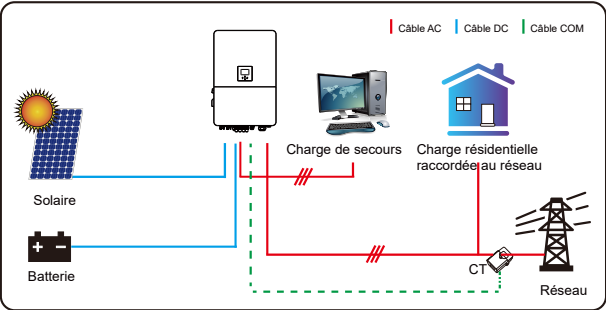 Câble AC
Câble DC
Câble COM
Charge de secours
Charge résidentielle
raccordée au réseau
Solaire
Batterie
CT
Réseau